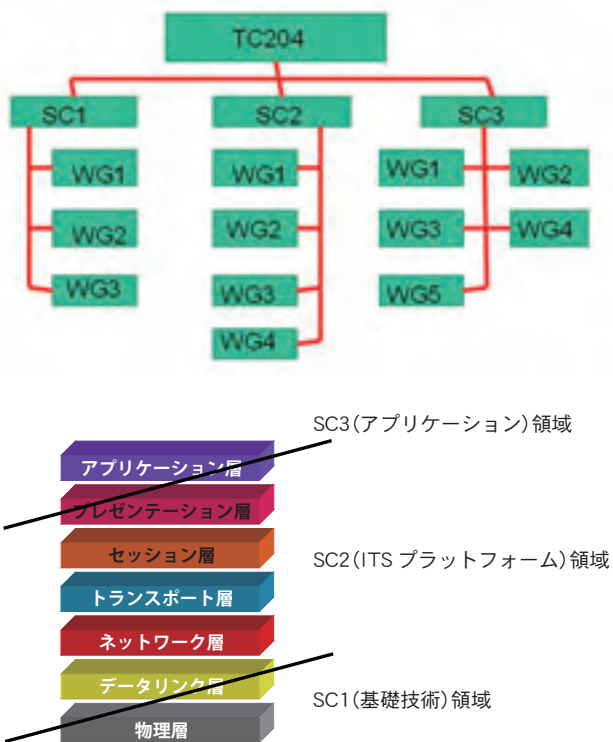 TC204
SC1 SC2 SC3
WG1 WG1 WG1 WG2
WG2 WG2 WG3 WG4
WG3 WG3 WG5
WG4
SC3(アプリケーション)領域
アプリケーション層
プレゼンテーション層
セッション層
SC2(ITS プラットフォーム)領域
トランスポート層
ネットワーク層
データリンク層
SC1(基礎技術)領域
物理層